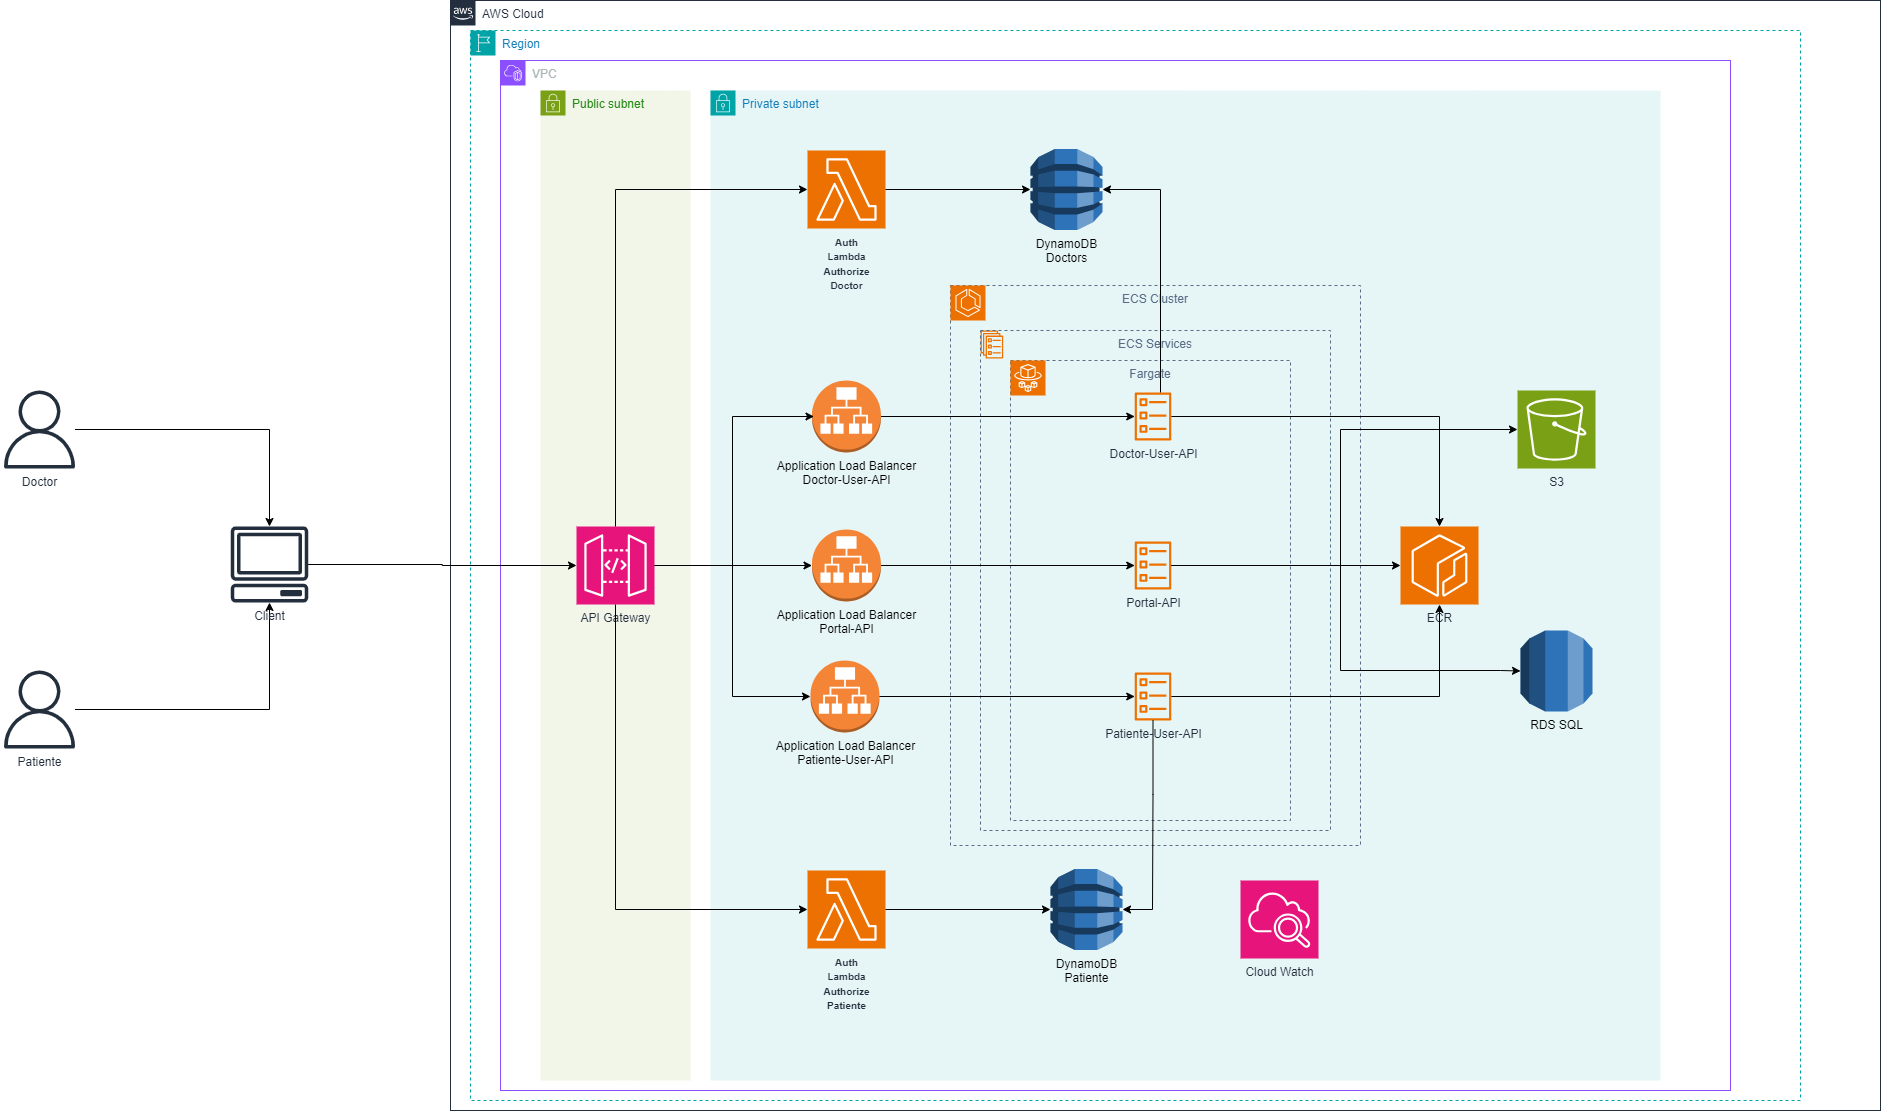 aws
AWS Cloud
Region
VPC
Public subnet
Private subnet
Auth
Lambda
Authorize
Doctor
DynamoDB
Doctors
ECS Cluster
ECS Services
Fargate
Doctor
Application Load Balancer
Doctor-User-API
Doctor-User-API
S3
Client
</>
API Gateway
Application Load Balancer
Portal-API
Portal-API
ECR
Patiente
Application Load Balancer
Patiente-User-API
Patiente-User-API
RDS SQL
Auth
Lambda
Authorize
Patiente
DynamoDB
Patiente
Cloud Watch